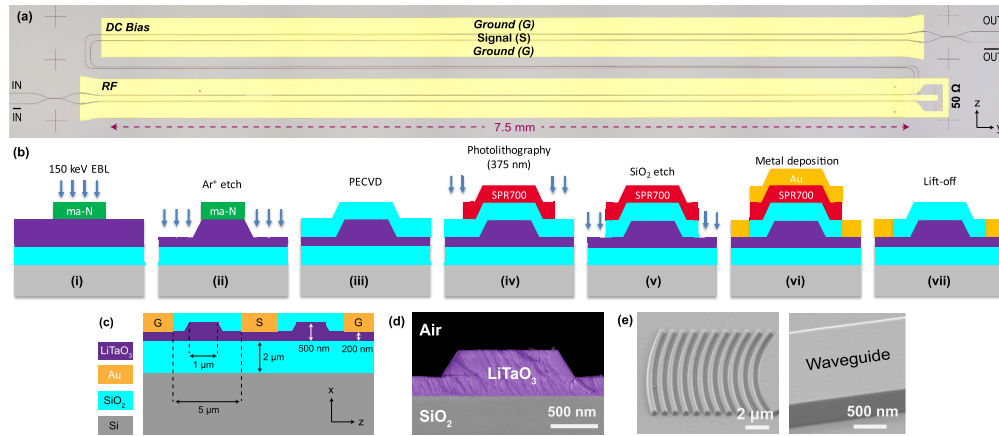 (a)
DC Bias
Ground (G)
Signal (S)
Ground (G)
OUT
OUT
IN
IN
RF
50 Ω
7.5 mm
z
y
(b)
150 keV EBL
ma-N
(i)
Ar⁺ etch
ma-N
(ii)
PECVD
(iii)
Photolithography
(375 nm)
SPR700
(iv)
SiO₂ etch
SPR700
(v)
Metal deposition
Au
SPR700
(vi)
Lift-off
(vii)
(c)
LiTaO₃
Au
SiO₂
Si
G
S
G
500 nm
200 nm
1 µm
2 µm
5 µm
x
z
(d)
Air
LiTaO₃
SiO₂
500 nm
(e)
2 µm
Waveguide
500 nm